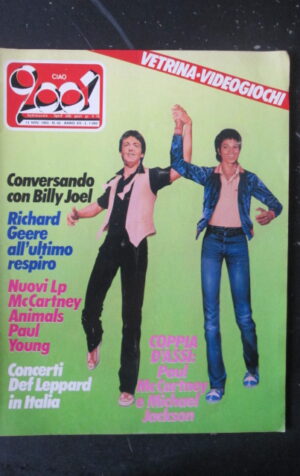 VETRINA-VIDEOGIOCHI
CIAO
2001
Conversando
con Billy Joel
Richard
Geere
all'ultimo
respiro
Nuovi Lp
McCartney
Animals
Paul
Young
Concerti
Def Leppard
in Italia
COPPIA
D'ASSI:
Paul
McCartney
e Michael
Jackson